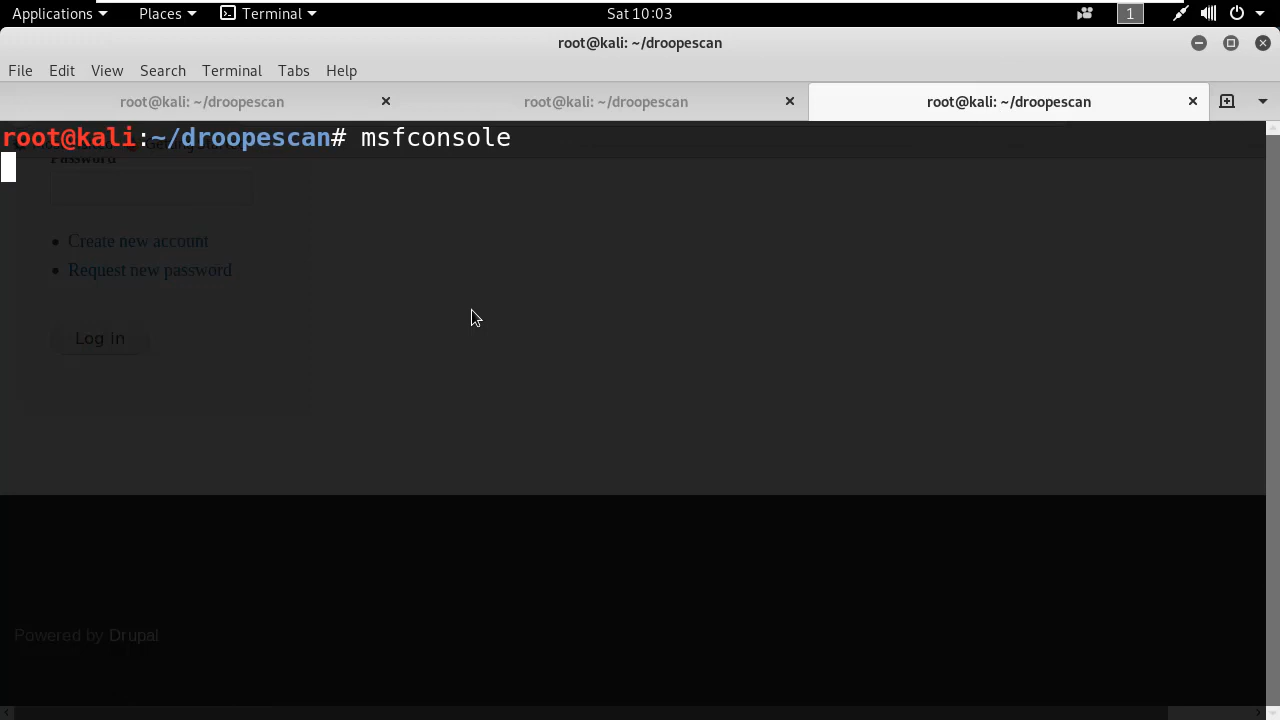 Applications Places Terminal Sat 10:03 1
root@kali: ~/droopescan
File Edit View Search Terminal Tabs Help
root@kali: ~/droopescan root@kali: ~/droopescan root@kali: ~/droopescan
root@kali:~/droopescan# msfconsole
Password
Create new account
Request new password
Log in
Powered by Drupal